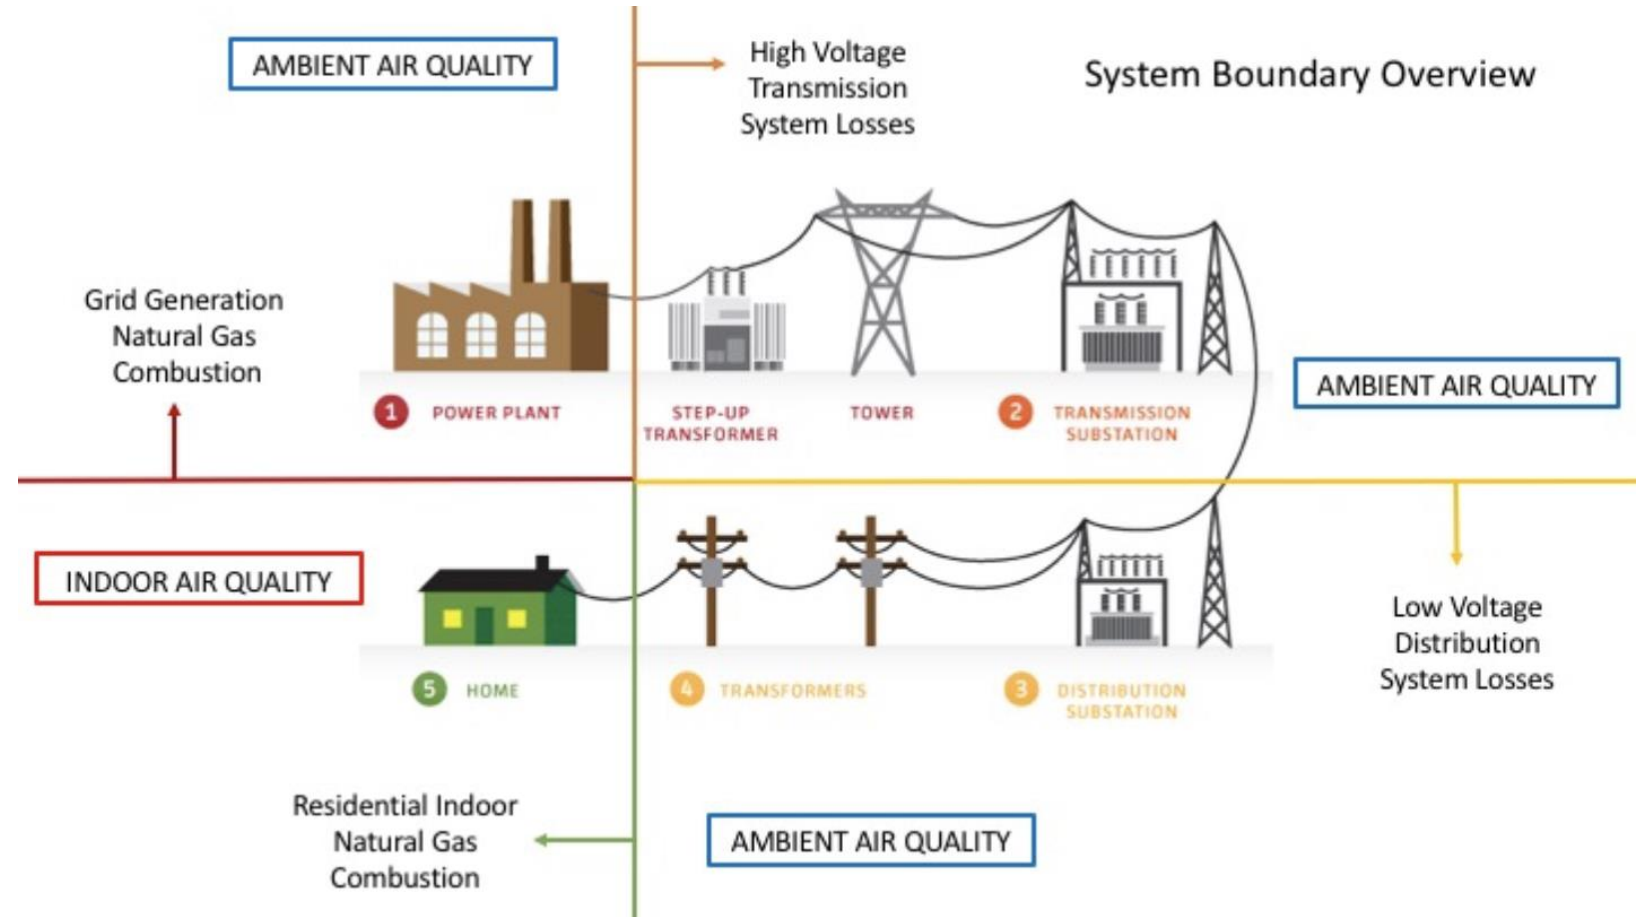 System Boundary Overview
AMBIENT AIR QUALITY
High Voltage
Transmission
System Losses
Grid Generation
Natural Gas
Combustion
AMBIENT AIR QUALITY
1 POWER PLANT
STEP-UP
TRANSFORMER
TOWER
2 TRANSMISSION
SUBSTATION
INDOOR AIR QUALITY
Low Voltage
Distribution
System Losses
5 HOME
4 TRANSFORMERS
3 DISTRIBUTION
SUBSTATION
Residential Indoor
Natural Gas
Combustion
AMBIENT AIR QUALITY